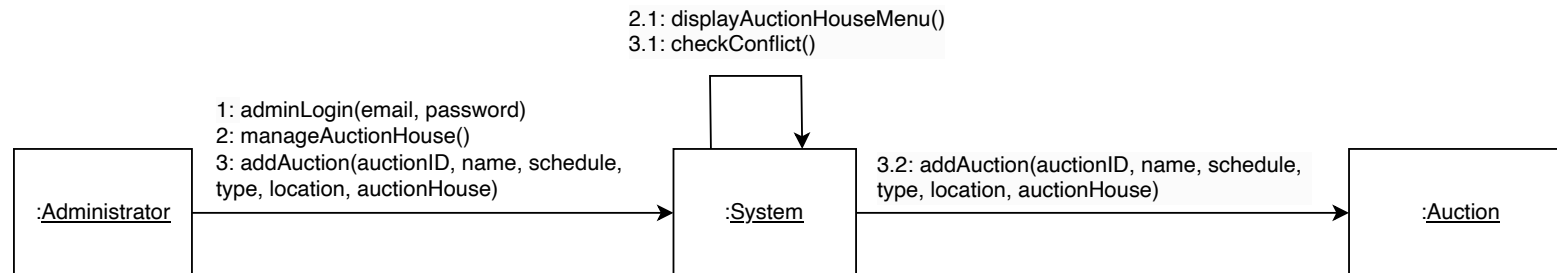 2.1: displayAuctionHouseMenu()
3.1: checkConflict()
1: adminLogin(email, password)
2: manageAuctionHouse()
3: addAuction(auctionID, name, schedule,
type, location, auctionHouse)
3.2: addAuction(auctionID, name, schedule,
type, location, auctionHouse)
:Administrator
:System
:Auction